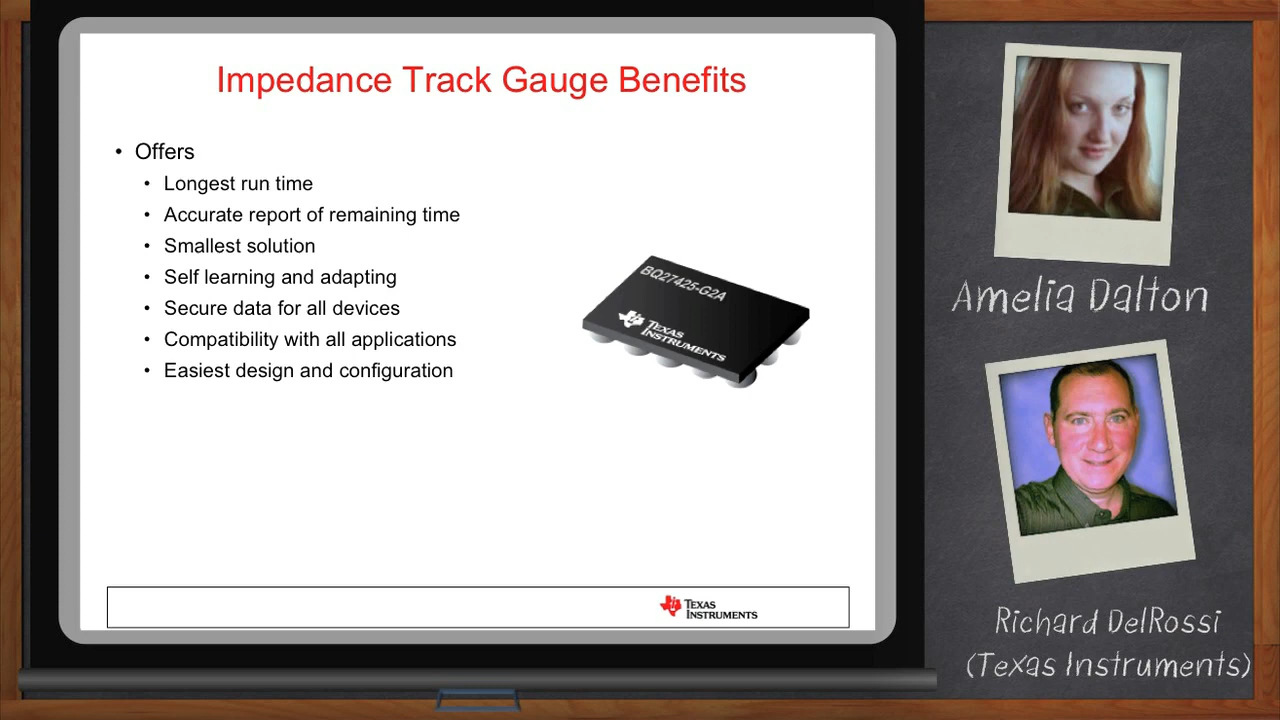 Impedance Track Gauge Benefits
• Offers
• Longest run time
• Accurate report of remaining time
• Smallest solution
• Self learning and adapting
• Secure data for all devices
• Compatibility with all applications
• Easiest design and configuration
BQ27425-G2A
TEXAS
INSTRUMENTS
TEXAS
INSTRUMENTS
Amelia Dalton
Richard DelRossi
(Texas Instruments)